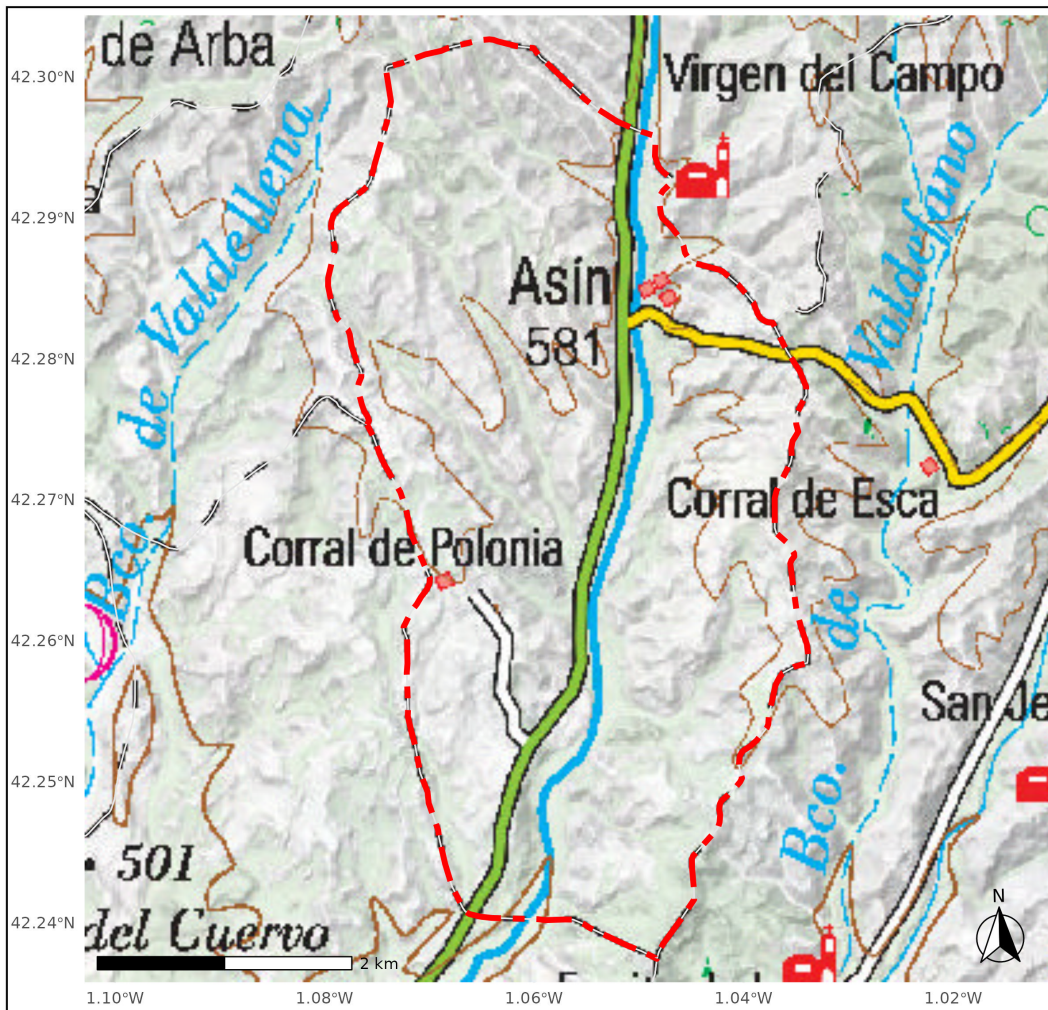 de Arba
Virgen del Campo
42.30°N
Bco. de Valdellena
42.29°N
Asín
581
Bco. de Valdefano
42.28°N
42.27°N
Corral de Esca
Corral de Polonia
42.26°N
San Je
42.25°N
501
del Cuervo
42.24°N
N
2 km
1.10°W
1.08°W
1.06°W
1.04°W
1.02°W